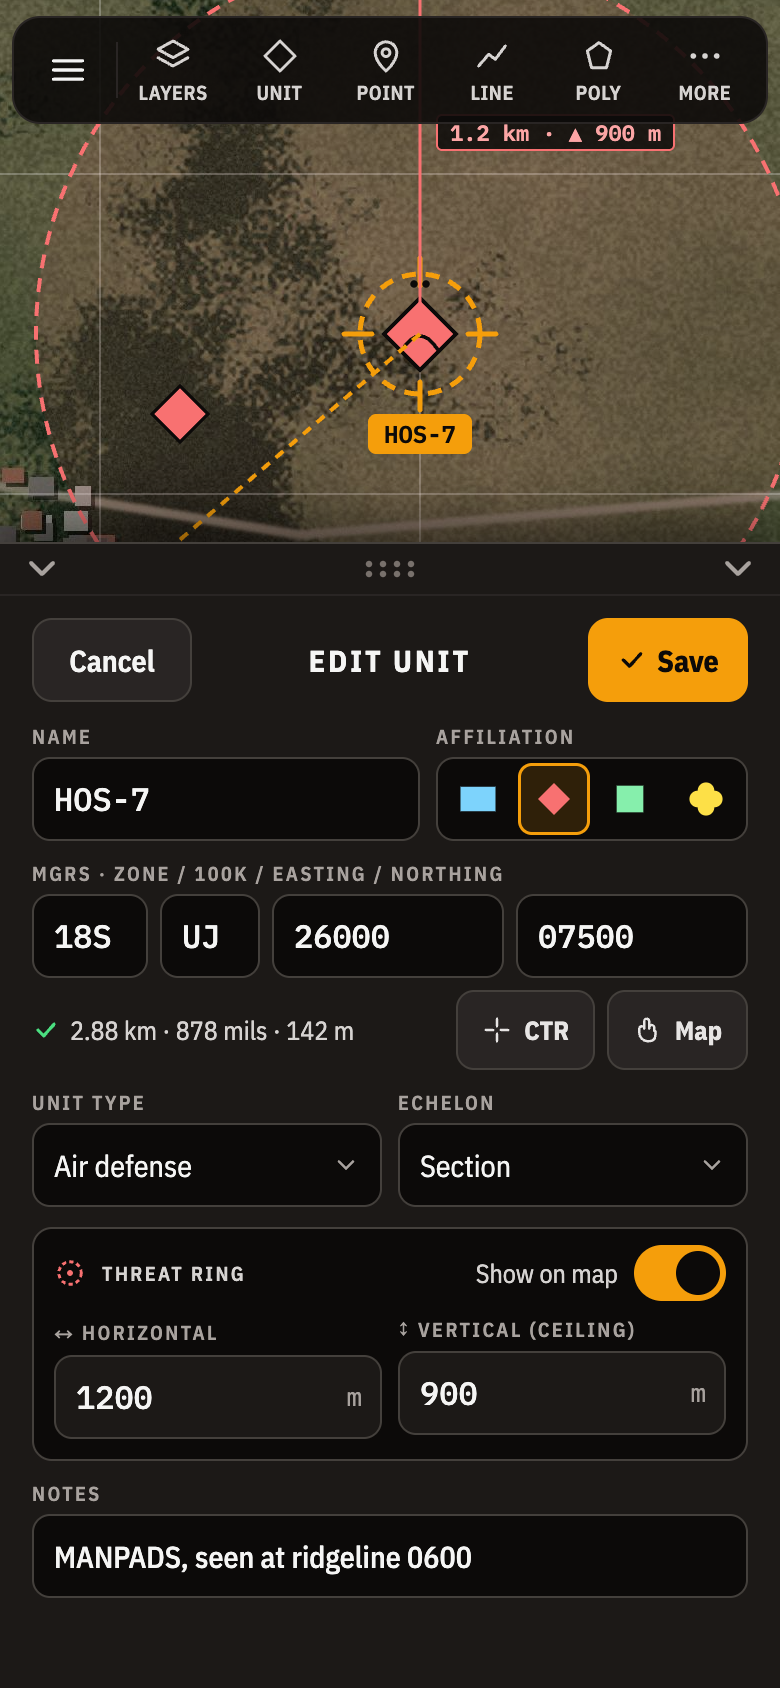 LAYERS UNIT POINT LINE POLY MORE
1.2 km · ▲ 900 m
HOS-7
Cancel EDIT UNIT Save
NAME AFFILIATION
HOS-7
MGRS · ZONE / 100K / EASTING / NORTHING
18S UJ 26000 07500
2.88 km · 878 mils · 142 m CTR Map
UNIT TYPE ECHELON
Air defense Section
THREAT RING Show on map
↔ HORIZONTAL ↕ VERTICAL (CEILING)
1200 m 900 m
NOTES
MANPADS, seen at ridgeline 0600